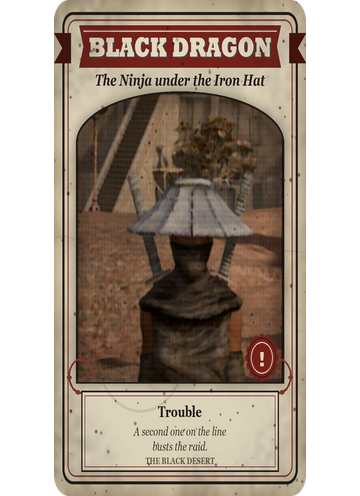 BLACK DRAGON
The Ninja under the Iron Hat
!
Trouble
A second one on the line
busts the raid.
THE BLACK DESERT